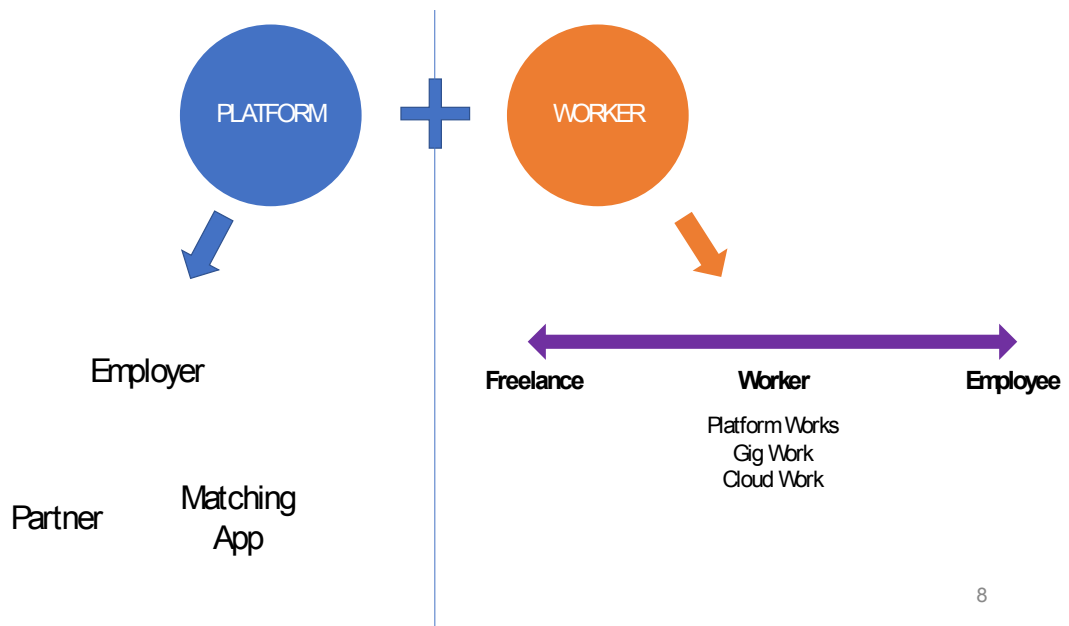 PLATFORM
WORKER
Employer
Partner
Matching
App
Freelance
Worker
Employee
Platform Works
Gig Work
Cloud Work
8